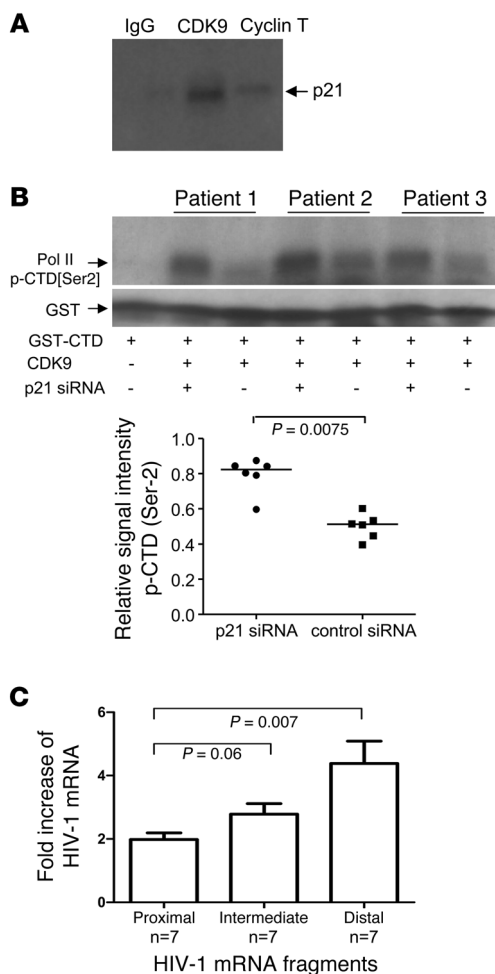 A
IgG CDK9 Cyclin T
p21
B
Patient 1 Patient 2 Patient 3
Pol II
p-CTD[Ser2]
GST
GST-CTD + + + + + + +
CDK9 - + + + + + +
p21 siRNA - + - + - + -
P = 0.0075
Relative signal intensity
p-CTD (Ser-2)
1.0
0.8
0.6
0.4
0.2
0.0
p21 siRNA control siRNA
C
Fold increase of
HIV-1 mRNA
6
4
2
0
P = 0.007
P = 0.06
Proximal Intermediate Distal
n=7 n=7 n=7
HIV-1 mRNA fragments